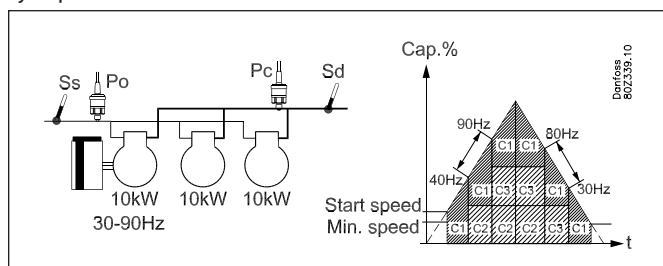 Ss
Po
Pc
Sd
10kW
10kW
10kW
30-90Hz
Cap.%
Danfoss
80Z339.10
90Hz
80Hz
40Hz
30Hz
C1 C1
C1 C3 C3 C1
C1 C2 C2 C2 C3 C1
Start speed
Min. speed
t